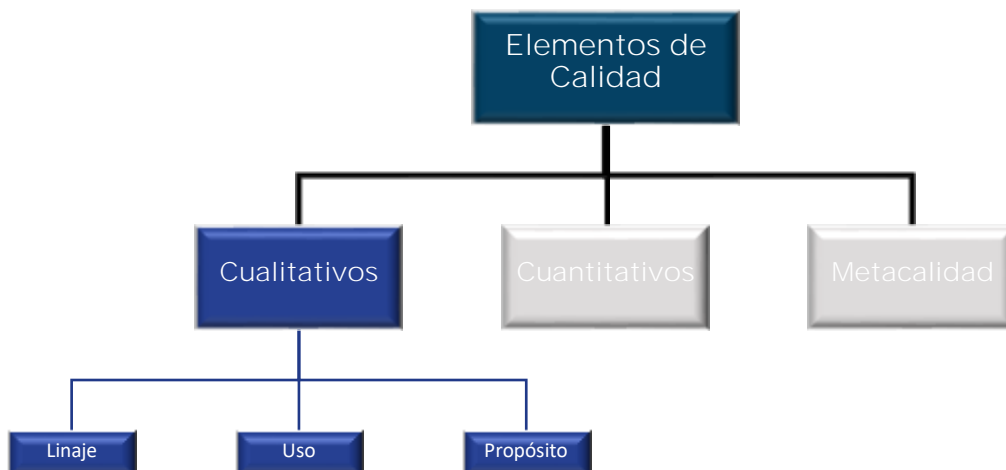 Elementos de
Calidad
Cualitativos
Cuantitativos
Metacalidad
Linaje
Uso
Propósito